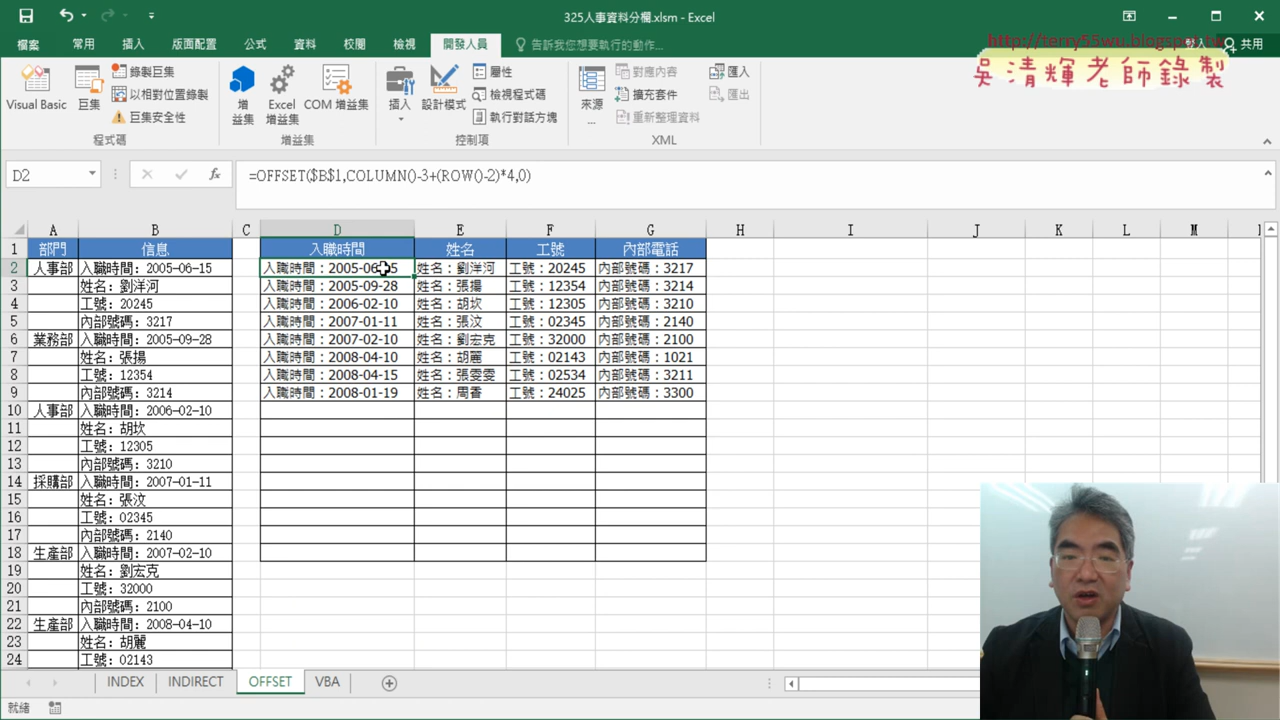 325人事資料分欄.xlsm - Excel
檔案 常用 插入 版面配置 公式 資料 校閱 檢視 開發人員 告訴我您想要執行的動作... 登入 共用
http://terry55wu.blogspot.tw
吳清輝老師錄製
Visual Basic 巨集 錄製巨集 以相對位置錄製 巨集安全性
增益集 Excel 增益集 COM 增益集
插入 設計模式 屬性 檢視程式碼 執行對話方塊
來源... 對應內容 擴充套件 重新整理資料 匯入 匯出
程式碼 增益集 控制項 XML
D2 fx =OFFSET($B$1,COLUMN()-3+(ROW()-2)*4,0)
A B C D E F G H I J K L M
1 部門 信息 入職時間 姓名 工號 內部電話
2 人事部 入職時間：2005-06-15 入職時間：2005-06-15 姓名：劉洋河 工號：20245 內部號碼：3217
3 姓名：劉洋河 入職時間：2005-09-28 姓名：張揚 工號：12354 內部號碼：3214
4 工號：20245 入職時間：2006-02-10 姓名：胡坎 工號：12305 內部號碼：3210
5 內部號碼：3217 入職時間：2007-01-11 姓名：張汶 工號：02345 內部號碼：2140
6 業務部 入職時間：2005-09-28 入職時間：2007-02-10 姓名：劉宏克 工號：32000 內部號碼：2100
7 姓名：張揚 入職時間：2008-04-10 姓名：胡麗 工號：02143 內部號碼：1021
8 工號：12354 入職時間：2008-04-15 姓名：張雯雯 工號：02534 內部號碼：3211
9 內部號碼：3214 入職時間：2008-01-19 姓名：周香 工號：24025 內部號碼：3300
10 人事部 入職時間：2006-02-10
11 姓名：胡坎
12 工號：12305
13 內部號碼：3210
14 採購部 入職時間：2007-01-11
15 姓名：張汶
16 工號：02345
17 內部號碼：2140
18 生產部 入職時間：2007-02-10
19 姓名：劉宏克
20 工號：32000
21 內部號碼：2100
22 生產部 入職時間：2008-04-10
23 姓名：胡麗
24 工號：02143
INDEX INDIRECT OFFSET VBA
就緒